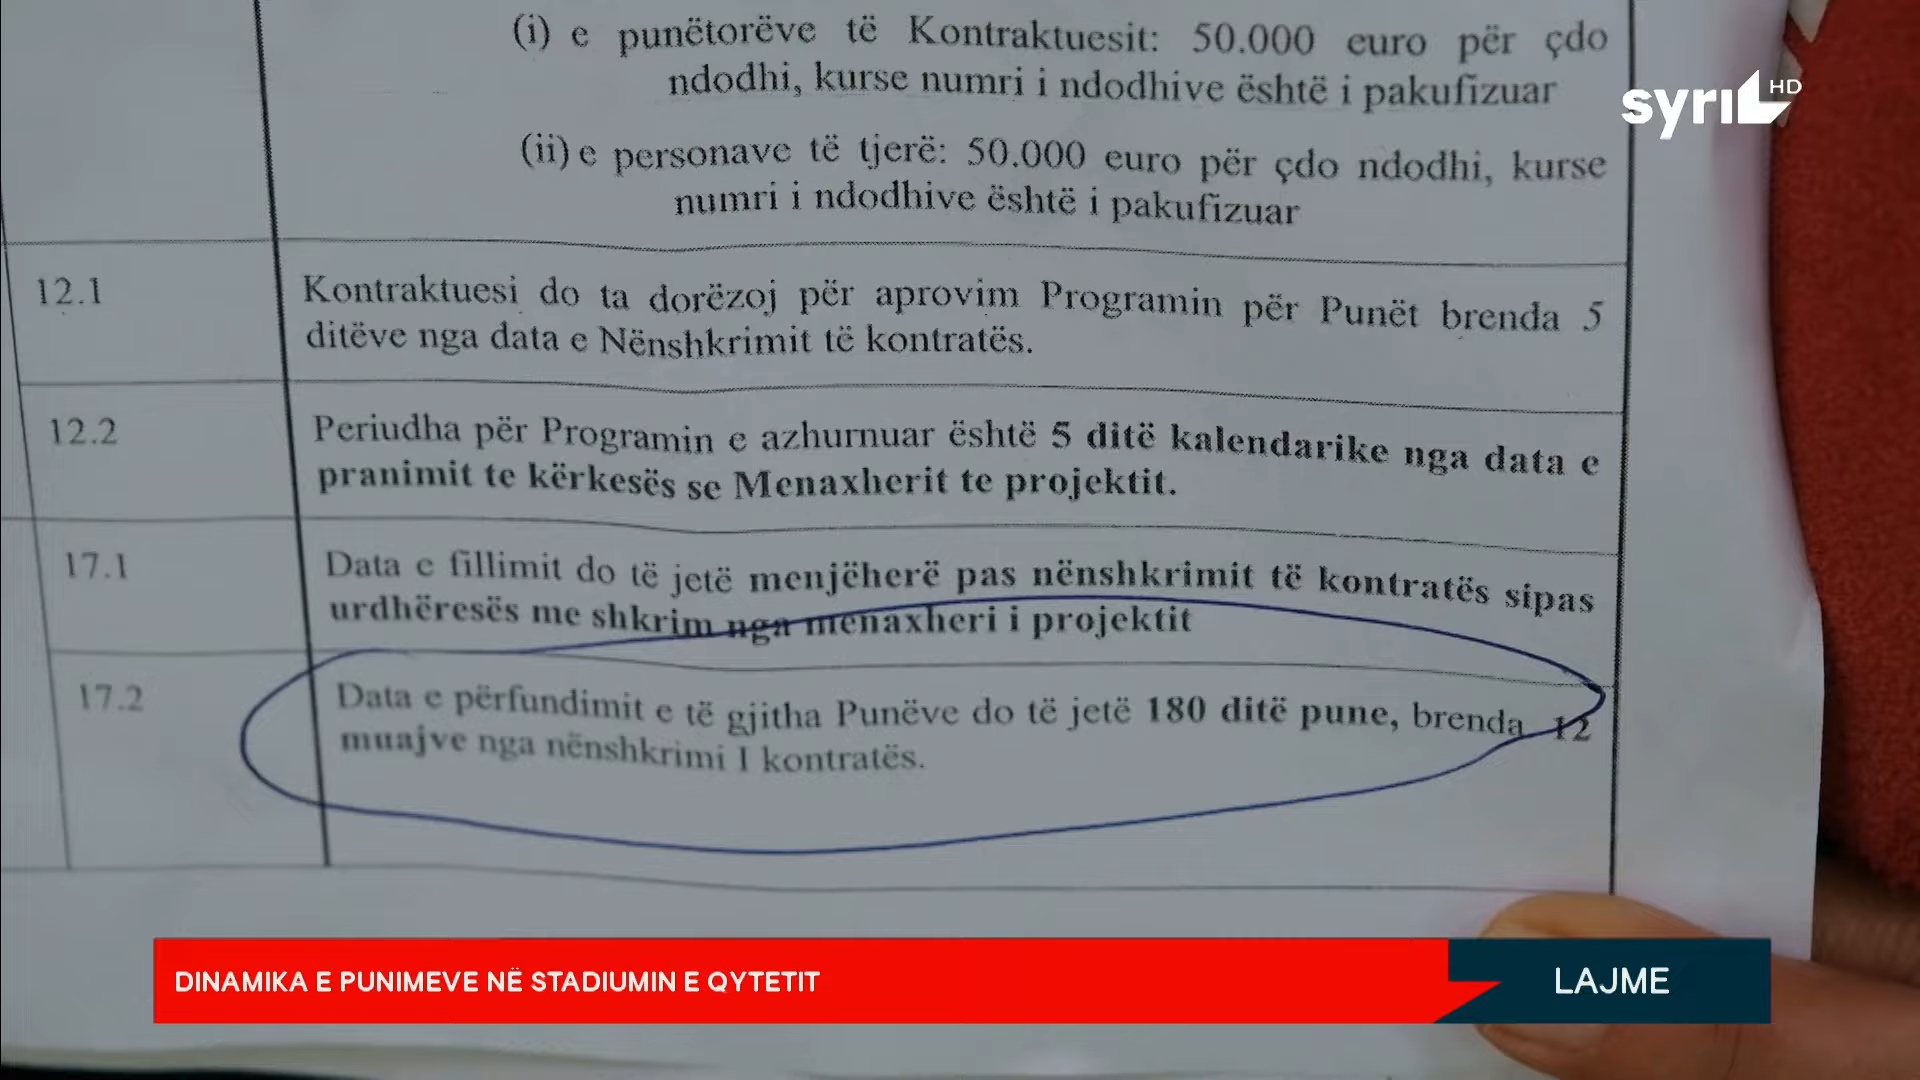 (i) e punëtorëve të Kontraktuesit: 50.000 euro për çdo
ndodhi, kurse numri i ndodhive është i pakufizuar
syri HD
(ii) e personave të tjerë: 50.000 euro për çdo ndodhi, kurse
numri i ndodhive është i pakufizuar
12.1
Kontraktuesi do ta dorëzoj për aprovim Programin për Punët brenda 5
ditëve nga data e Nënshkrimit të kontratës.
12.2
Periudha për Programin e azhurnuar është 5 ditë kalendarike nga data e
pranimit te kërkesës se Menaxherit te projektit.
17.1
Data e fillimit do të jetë menjëherë pas nënshkrimit të kontratës sipas
urdhëresës me shkrim nga menaxheri i projektit
17.2
Data e përfundimit e të gjitha Punëve do të jetë 180 ditë pune, brenda 12
muajve nga nënshkrimi I kontratës.
DINAMIKA E PUNIMEVE NË STADIUMIN E QYTETIT
LAJME